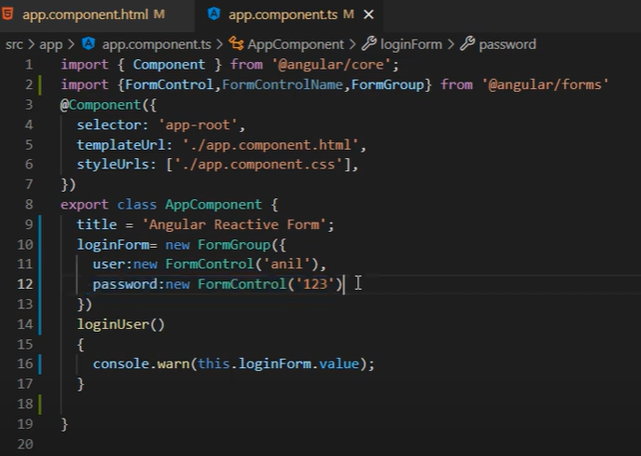 app.component.html M app.component.ts M ×
src > app > app.component.ts > AppComponent > loginForm > password
1 import { Component } from '@angular/core';
2 import {FormControl,FormControlName,FormGroup} from '@angular/forms'
3 @Component({
4 selector: 'app-root',
5 templateUrl: './app.component.html',
6 styleUrls: ['./app.component.css'],
7 })
8 export class AppComponent {
9 title = 'Angular Reactive Form';
10 loginForm= new FormGroup({
11 user:new FormControl('anil'),
12 password:new FormControl('123')
13 })
14 loginUser()
15 {
16 console.warn(this.loginForm.value);
17 }
18
19 }
20